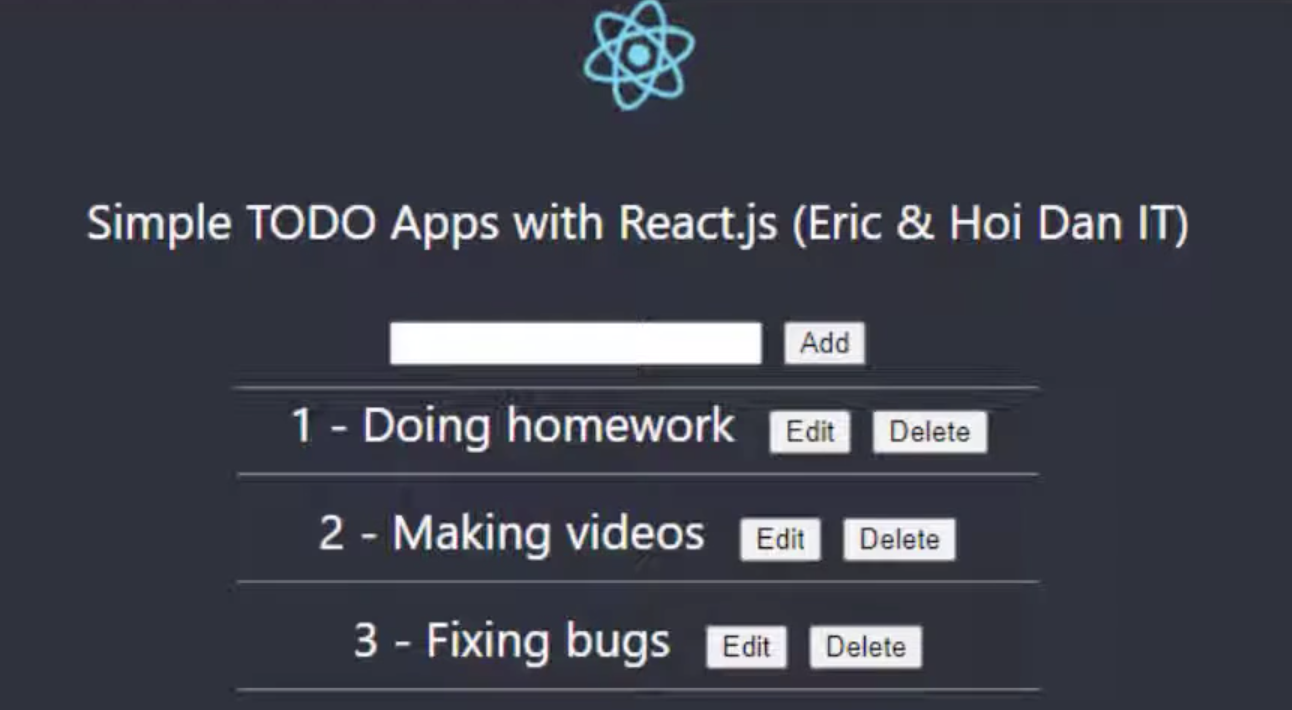 Simple TODO Apps with React.js (Eric & Hoi Dan IT)
Add
1 - Doing homework Edit Delete
2 - Making videos Edit Delete
3 - Fixing bugs Edit Delete